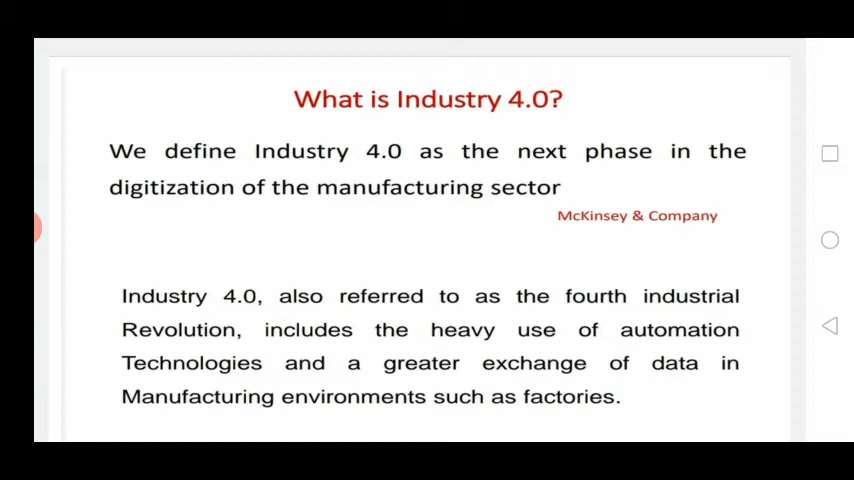 What is Industry 4.0?
We define Industry 4.0 as the next phase in the
digitization of the manufacturing sector
McKinsey & Company
Industry 4.0, also referred to as the fourth industrial
Revolution, includes the heavy use of automation
Technologies and a greater exchange of data in
Manufacturing environments such as factories.